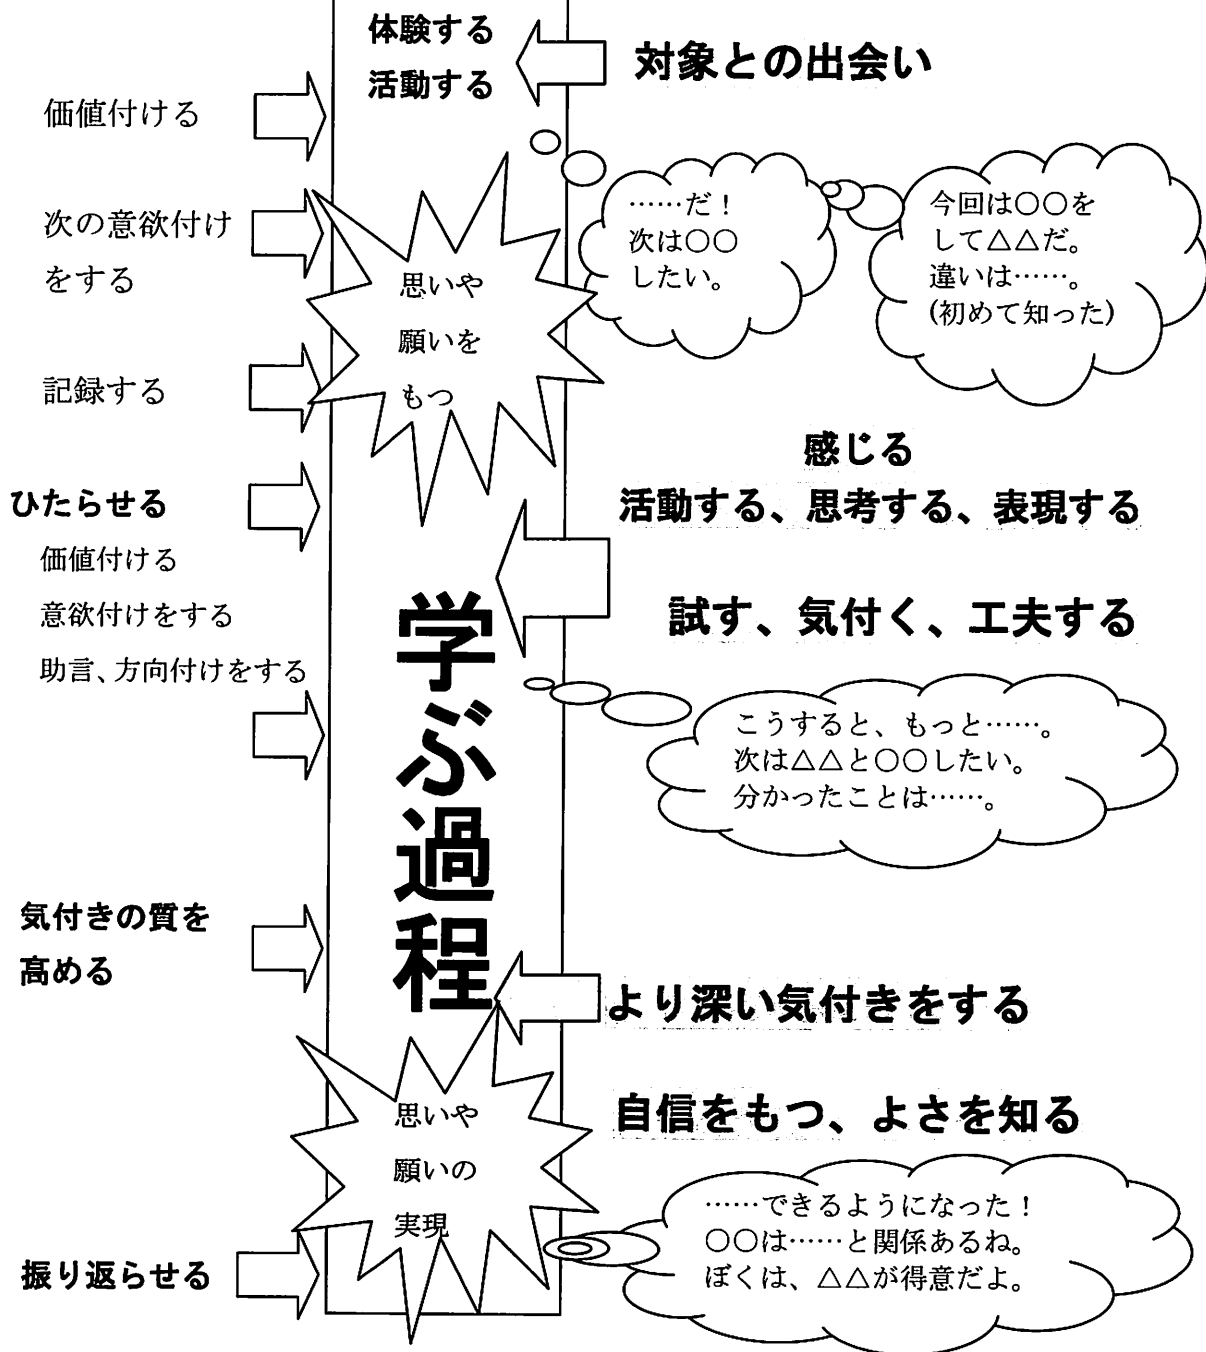 体験する
活動する
対象との出会い
価値付ける
次の意欲付け
をする
思いや
願いを
もつ
……だ！
次は○○
したい。
今回は○○を
して△△だ。
違いは……。
(初めて知った)
記録する
感じる
ひたらせる
活動する、思考する、表現する
価値付ける
意欲付けをする
助言、方向付けをする
試す、気付く、工夫する
学ぶ過程
こうすると、もっと……。
次は△△と○○したい。
分かったことは……。
気付きの質を
高める
より深い気付きをする
自信をもつ、よさを知る
思いや
願いの
実現
……できるようになった！
○○は……と関係あるね。
ぼくは、△△が得意だよ。
振り返らせる